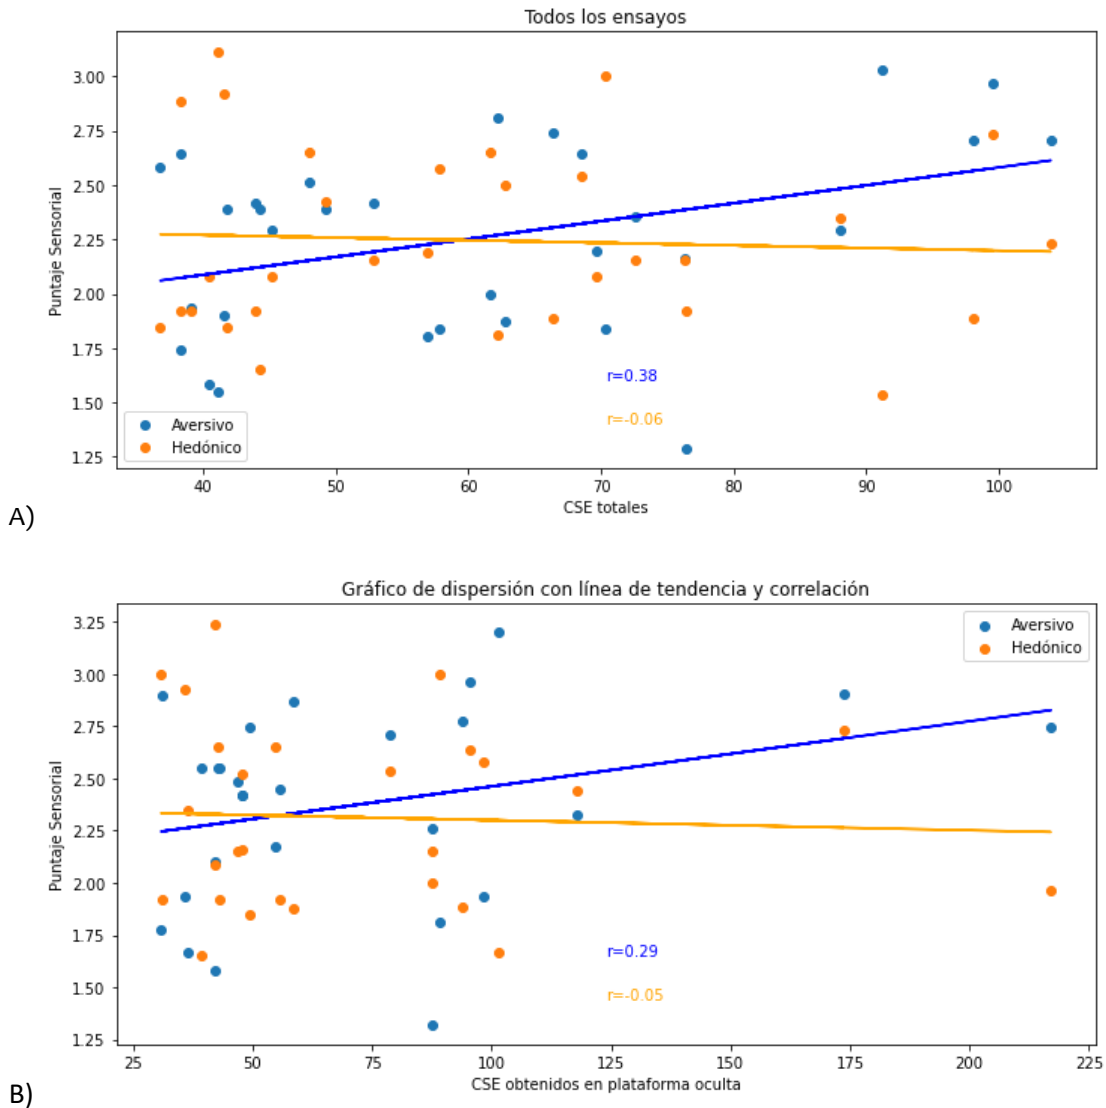 Todos los ensayos
Puntaje Sensorial
3.00
2.75
2.50
2.25
2.00
1.75
1.50
1.25
r=0.38
r=-0.06
Aversivo
Hedónico
40 50 60 70 80 90 100
CSE totales
A)
Gráfico de dispersión con línea de tendencia y correlación
Puntaje Sensorial
3.25
3.00
2.75
2.50
2.25
2.00
1.75
1.50
1.25
Aversivo
Hedónico
r=0.29
r=-0.05
25 50 75 100 125 150 175 200 225
CSE obtenidos en plataforma oculta
B)